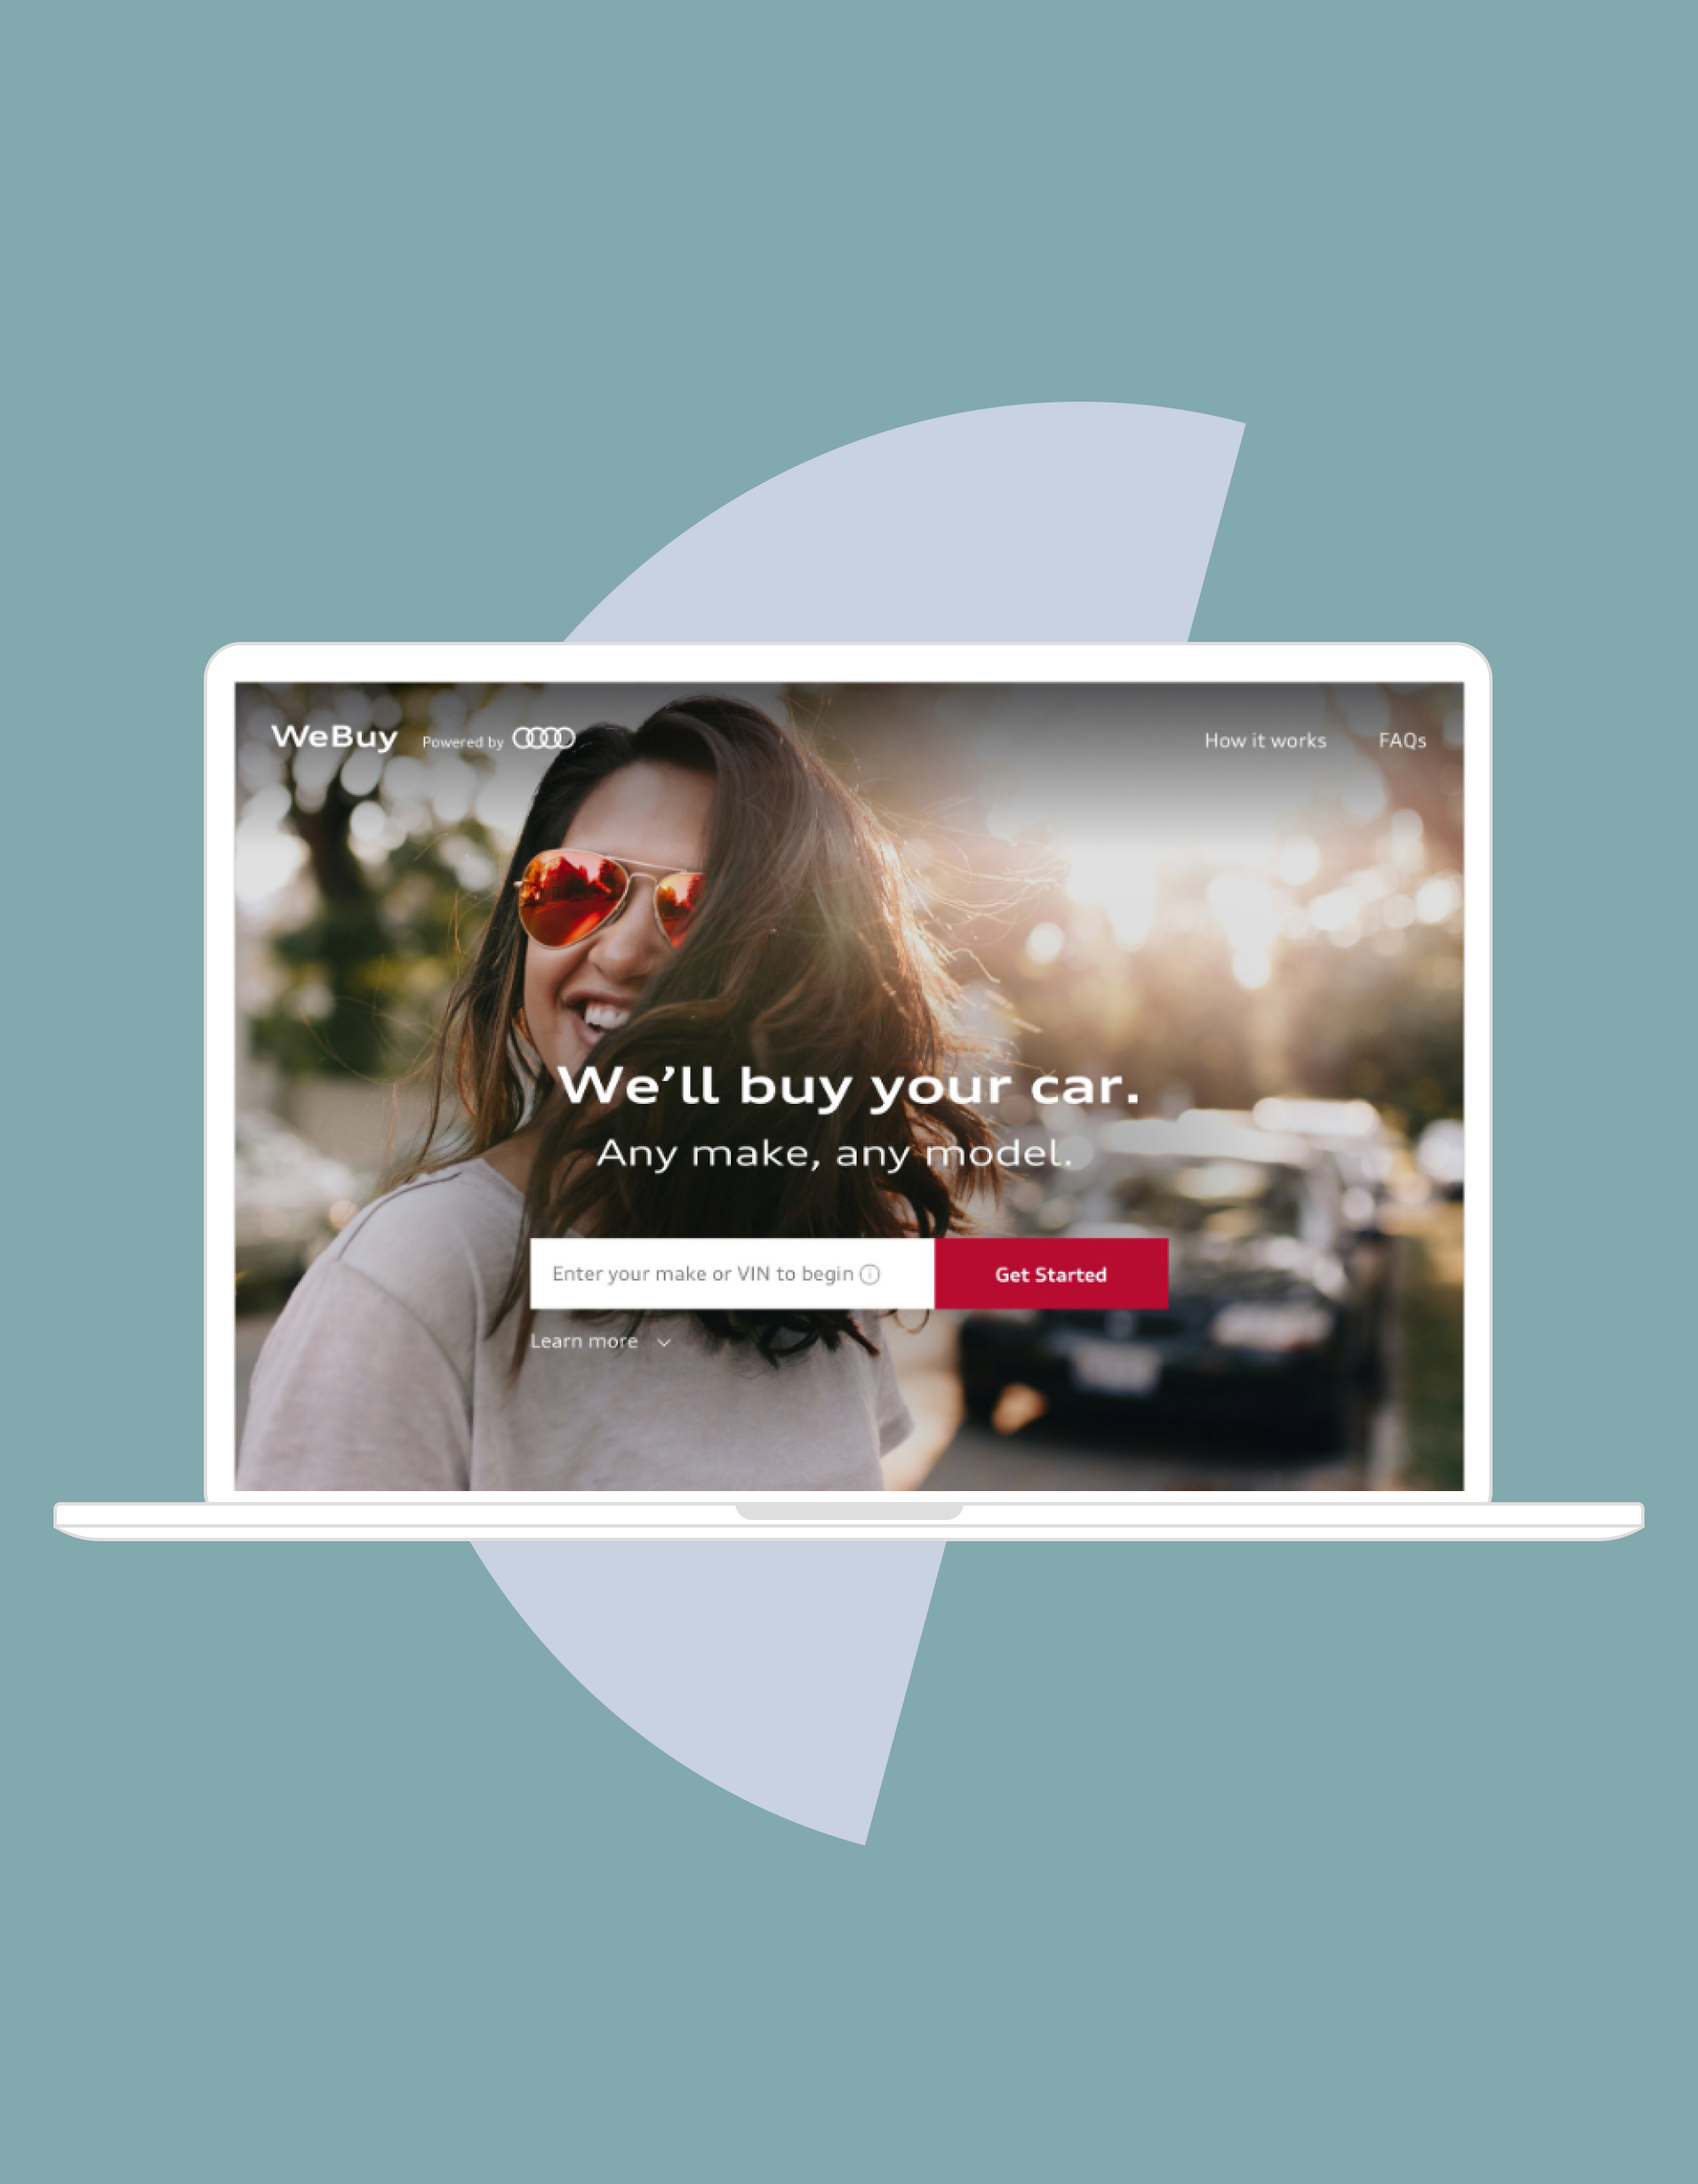 WeBuy Powered by
How it works FAQs
We’ll buy your car.
Any make, any model.
Enter your make or VIN to begin
Get Started
Learn more